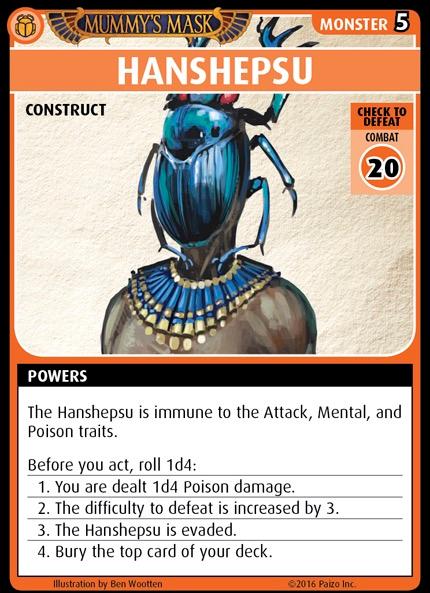 MUMMY'S MASK
MONSTER 5
HANSHEPSU
CONSTRUCT
CHECK TO
DEFEAT
COMBAT
20
POWERS
The Hanshepsu is immune to the Attack, Mental, and
Poison traits.
Before you act, roll 1d4:
1. You are dealt 1d4 Poison damage.
2. The difficulty to defeat is increased by 3.
3. The Hanshepsu is evaded.
4. Bury the top card of your deck.
Illustration by Ben Wootten ©2016 Paizo Inc.